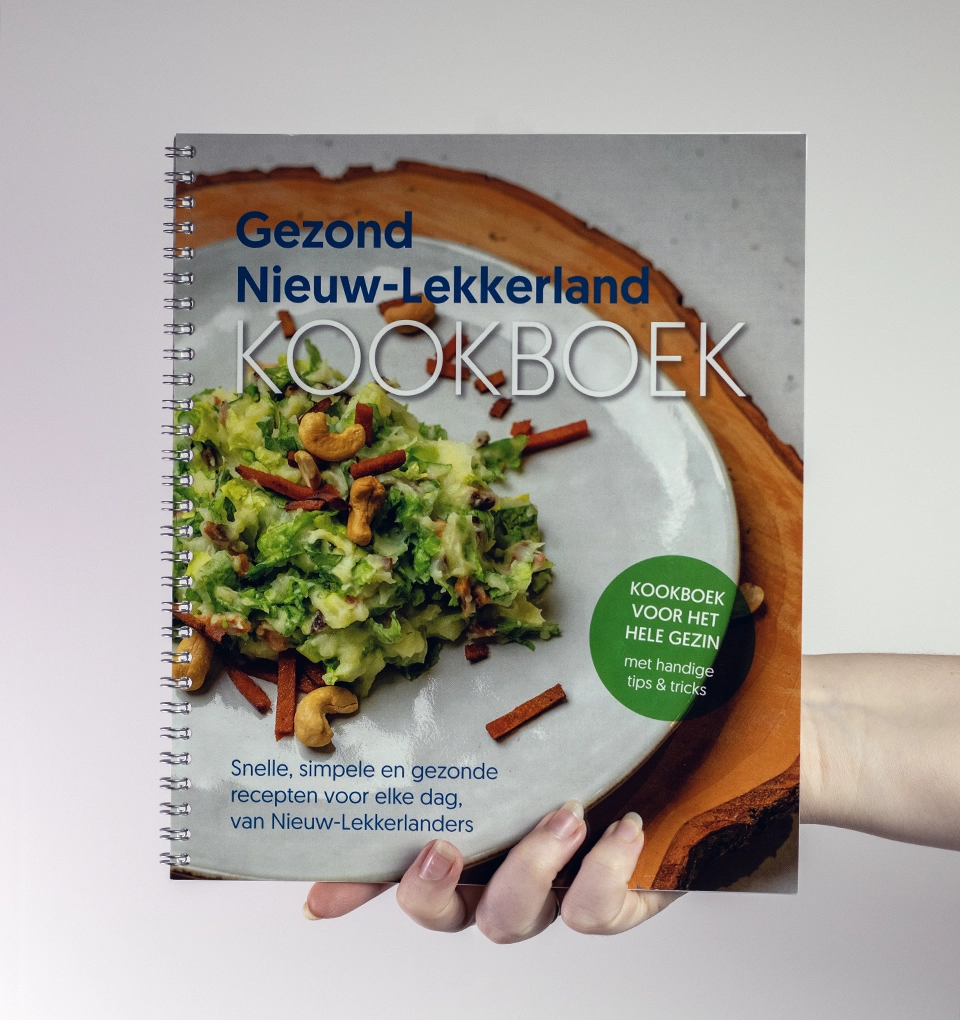 Gezond
Nieuw-Lekkerland
KOOKBOEK
KOOKBOEK
VOOR HET
HELE GEZIN
met handige
tips & tricks
Snelle, simpele en gezonde
recepten voor elke dag,
van Nieuw-Lekkerlanders